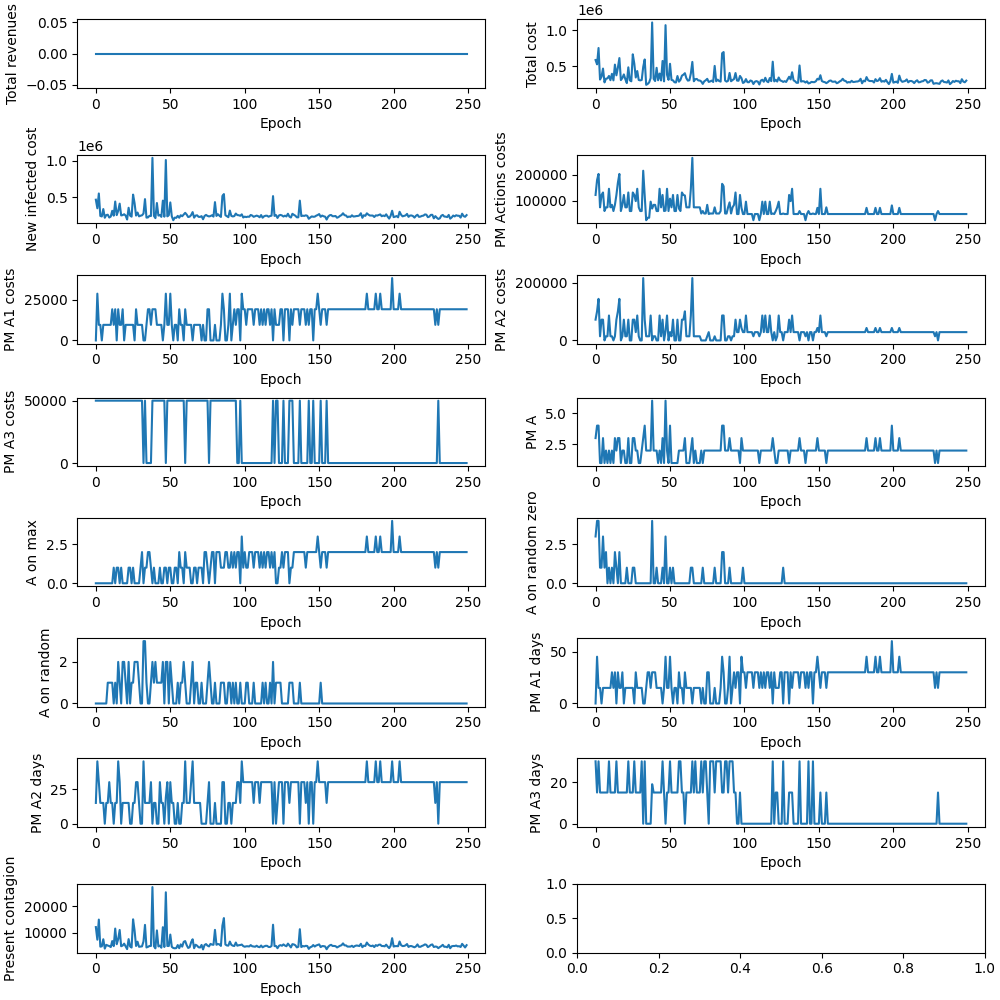 Total revenues
0.05
0.00
−0.05
0 50 100 150 200 250
Epoch
Total cost
1e6
1.0
0.5
0 50 100 150 200 250
Epoch
New infected cost
1e6
1.0
0.5
0 50 100 150 200 250
Epoch
PM Actions costs
200000
100000
0 50 100 150 200 250
Epoch
PM A1 costs
25000
0
0 50 100 150 200 250
Epoch
PM A2 costs
200000
0
0 50 100 150 200 250
Epoch
PM A3 costs
50000
0
0 50 100 150 200 250
Epoch
PM A
5.0
2.5
0 50 100 150 200 250
Epoch
A on max
2.5
0.0
0 50 100 150 200 250
Epoch
A on random zero
2.5
0.0
0 50 100 150 200 250
Epoch
A on random
2
0
0 50 100 150 200 250
Epoch
PM A1 days
50
0
0 50 100 150 200 250
Epoch
PM A2 days
25
0
0 50 100 150 200 250
Epoch
PM A3 days
20
0
0 50 100 150 200 250
Epoch
Present contagion
20000
10000
0 50 100 150 200 250
Epoch
1.0
0.5
0.0
0.0 0.2 0.4 0.6 0.8 1.0